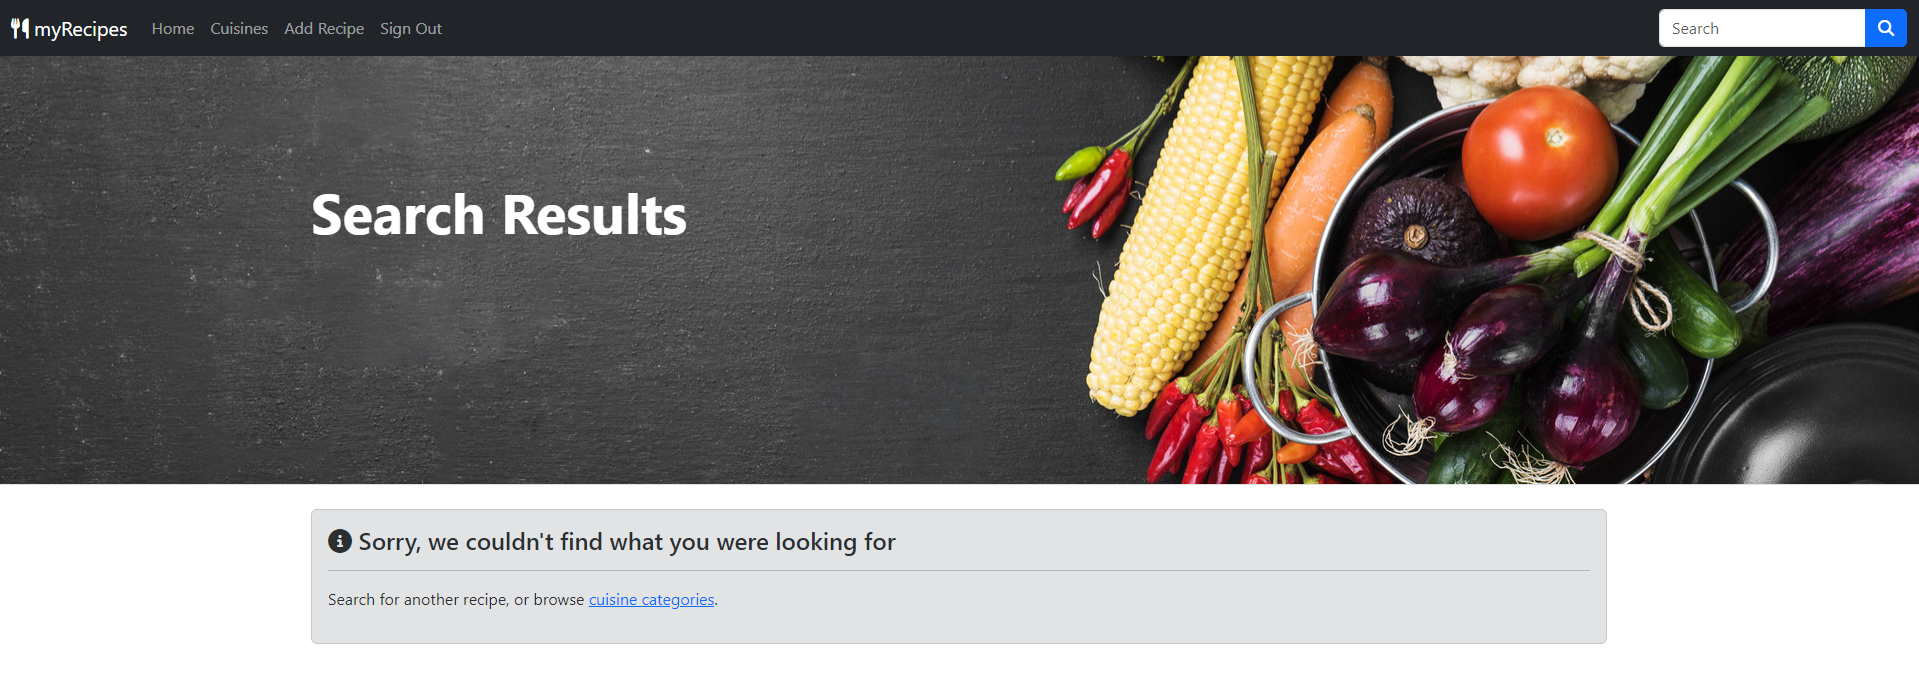 myRecipes Home Cuisines Add Recipe Sign Out Search
Search Results
Sorry, we couldn't find what you were looking for
Search for another recipe, or browse cuisine categories.